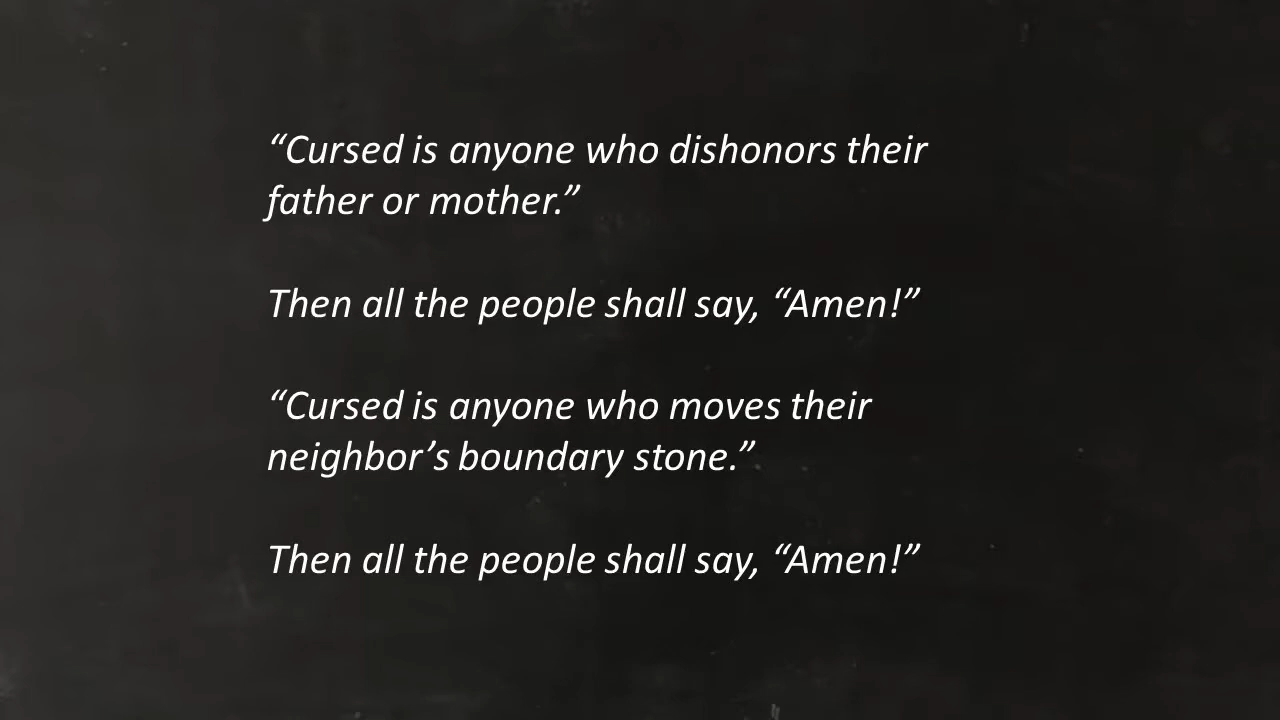 “Cursed is anyone who dishonors their
father or mother.”
Then all the people shall say, “Amen!”
“Cursed is anyone who moves their
neighbor’s boundary stone.”
Then all the people shall say, “Amen!”